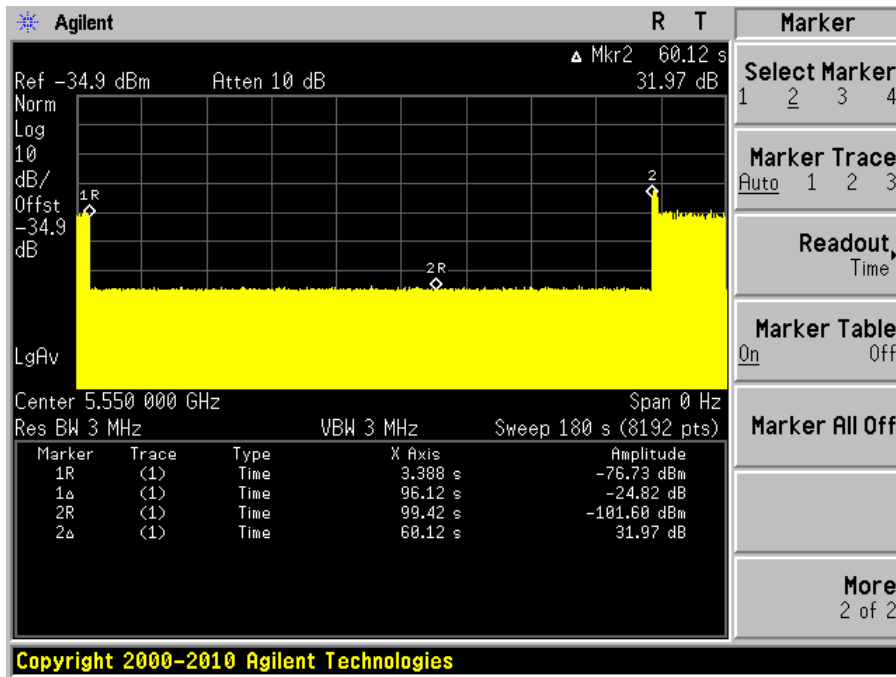 Agilent R T
Δ Mkr2 60.12 s
Ref -34.9 dBm Atten 10 dB 31.97 dB
Norm
Log
10
dB/
Offst
-34.9
dB
1R
2R
2
LgAv
Center 5.550 000 GHz Span 0 Hz
Res BW 3 MHz VBW 3 MHz Sweep 180 s (8192 pts)
Marker Trace Type X Axis Amplitude
1R (1) Time 3.388 s -76.73 dBm
1Δ (1) Time 96.12 s -24.82 dB
2R (1) Time 99.42 s -101.60 dBm
2Δ (1) Time 60.12 s 31.97 dB
Marker
Select Marker
1 2 3 4
Marker Trace
Auto 1 2 3
Readout
Time
Marker Table
On Off
Marker All Off
More
2 of 2
Copyright 2000-2010 Agilent Technologies